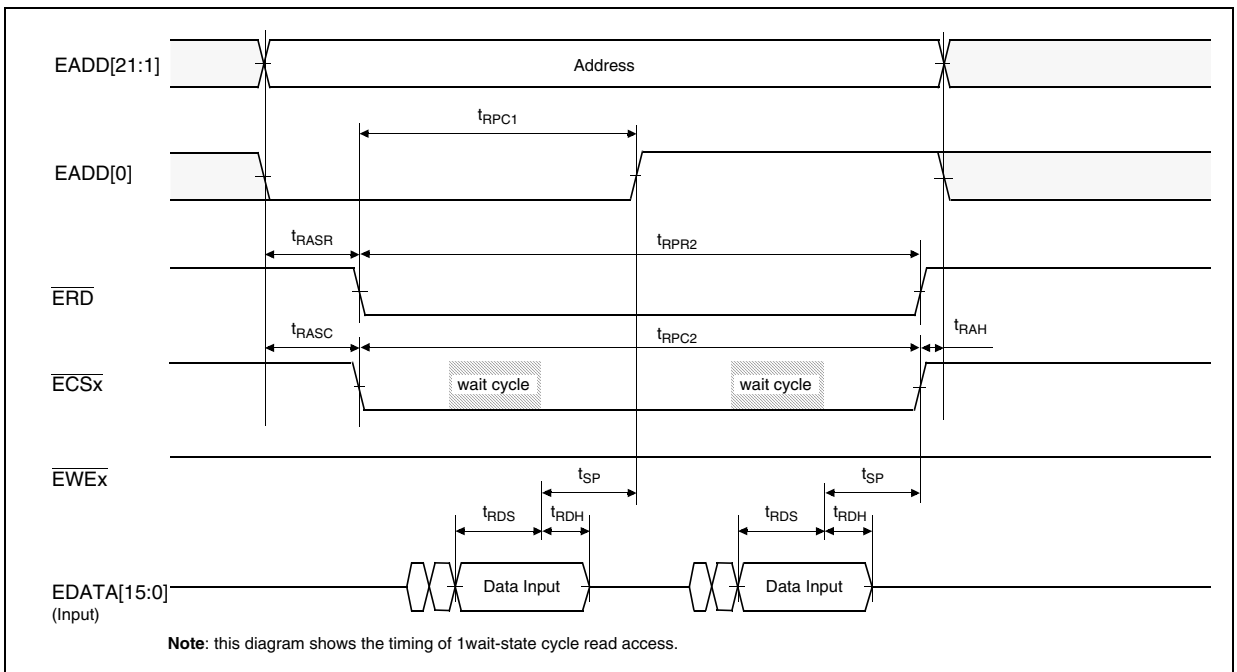 EADD[21:1]
Address
tRPC1
EADD[0]
tRASR
tRPR2
ERD
tRASC
tRPC2
tRAH
ECSx
wait cycle
wait cycle
EWEx
tSP
tSP
tRDS
tRDH
tRDS
tRDH
EDATA[15:0]
Data Input
Data Input
(Input)
Note: this diagram shows the timing of 1wait-state cycle read access.